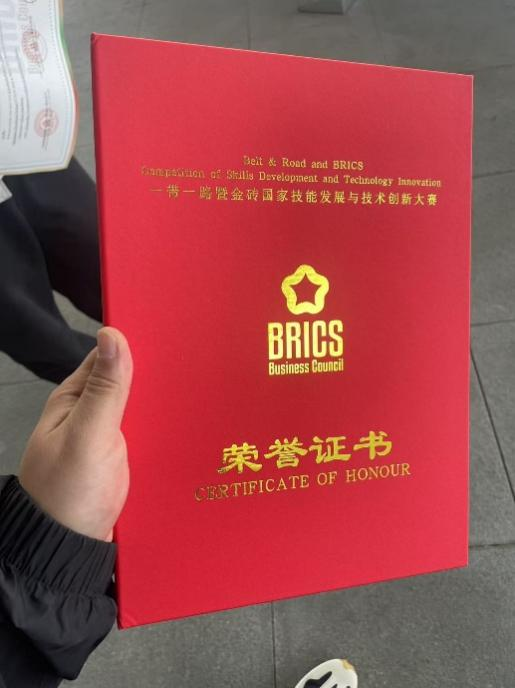 Belt & Road and BRICS
Competition of Skills Development and Technology Innovation
一带一路暨金砖国家技能发展与技术创新大赛
BRICS
Business Council
荣誉证书
CERTIFICATE OF HONOUR